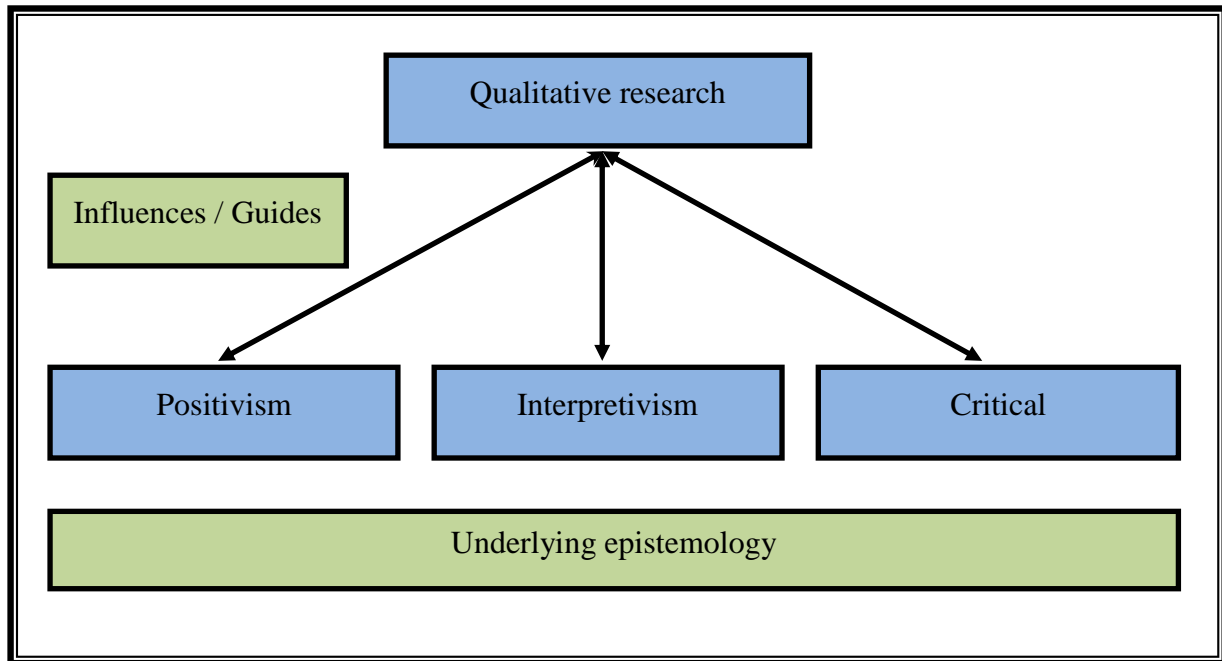 Qualitative research
Influences / Guides
Positivism
Interpretivism
Critical
Underlying epistemology